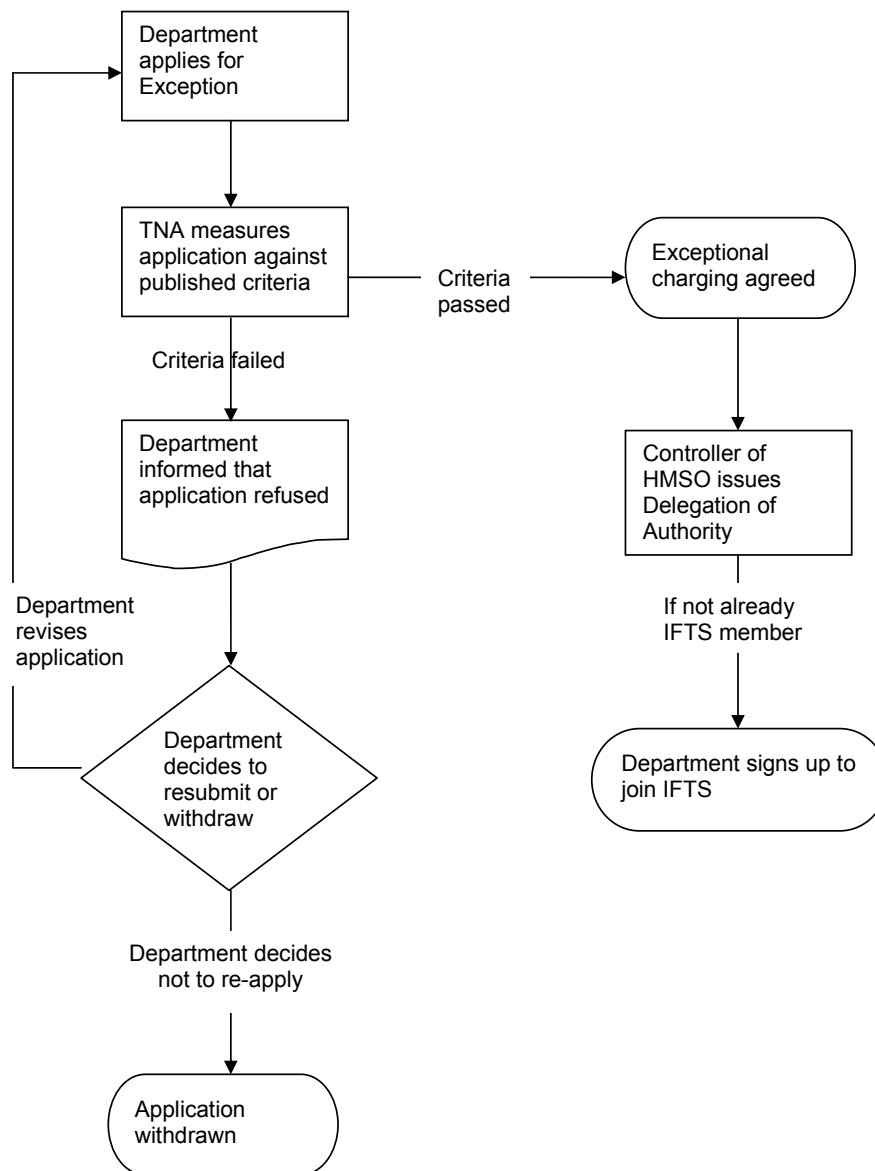 Department
applies for
Exception
TNA measures
application against
published criteria
Criteria
passed
Exceptional
charging agreed
Criteria failed
Department
informed that
application refused
Controller of
HMSO issues
Delegation of
Authority
Department
revises
application
If not already
IFTS member
Department
decides to
resubmit or
withdraw
Department signs up to
join IFTS
Department decides
not to re-apply
Application
withdrawn